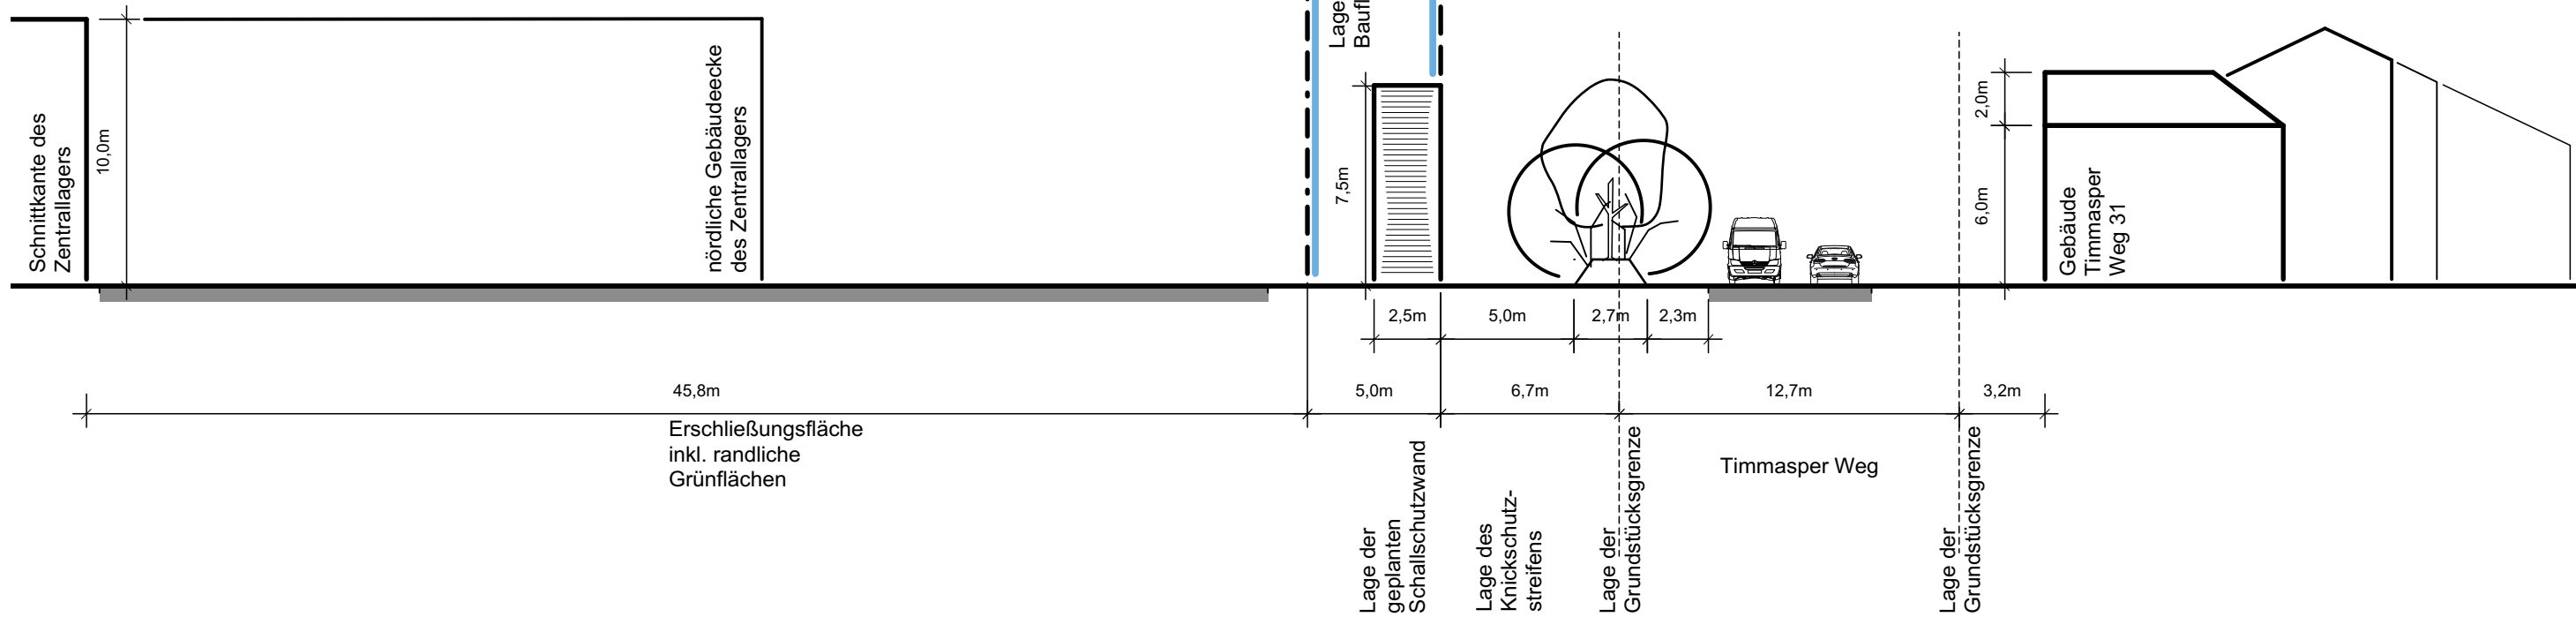 Schnittkante des
Zentrallagers
10,0m
nördliche Gebäudeecke
des Zentrallagers
Lage
7,5m
2,0m
6,0m
Gebäude
Timmasper
Weg 31
2,5m
5,0m
2,7m
2,3m
45,8m
5,0m
6,7m
12,7m
3,2m
Erschließungsfläche
inkl. randliche
Grünflächen
Lage der
geplanten
Schallschutzwand
Lage des
Knickschutz-
streifens
Lage der
Grundstücksgrenze
Timmasper Weg
Lage der
Grundstücksgrenze